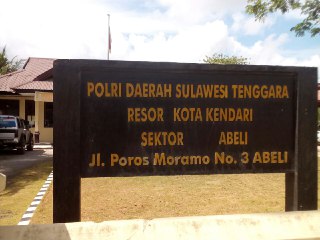 POLRI DAERAH SULAWESI TENGGARA
RESOR KOTA KENDARI
SEKTOR ABELI
Jl. Poros Moramo No. 3 ABELI